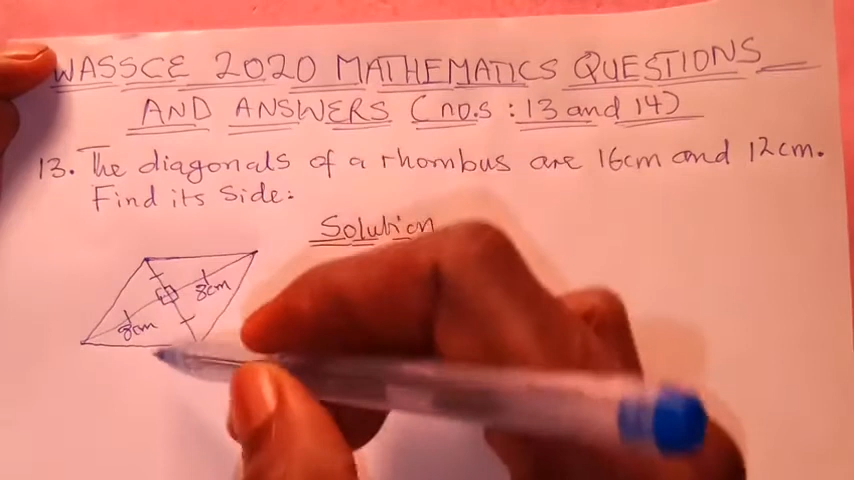 WASSCE 2020 MATHEMATICS QUESTIONS
AND ANSWERS (no.s : 13 and 14)
13. The diagonals of a rhombus are 16cm and 12cm.
Find its side:
Solution
8cm
8cm